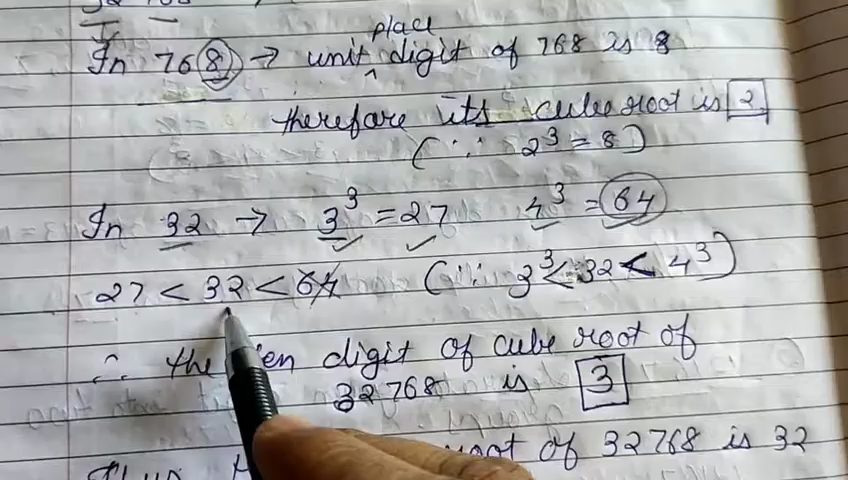 place
In 768 → unit ^ digit of 768 is 8
therefore its cube root is 2
(∵ 2³ = 8)
In 32 → 3³ = 27 4³ = 64
27 < 32 < 64 (∵ 3³ < 32 < 4³)
∴ the ten digit of cube root of
32768 is 3
root of 32768 is 32